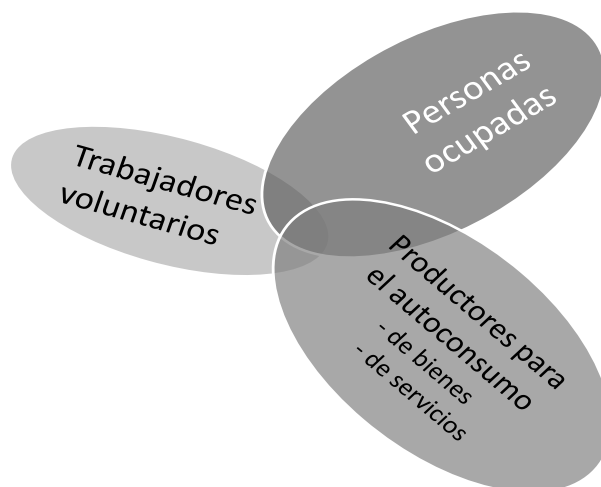 Personas
ocupadas
Trabajadores
voluntarios
Productores para
el autoconsumo
- de bienes
- de servicios